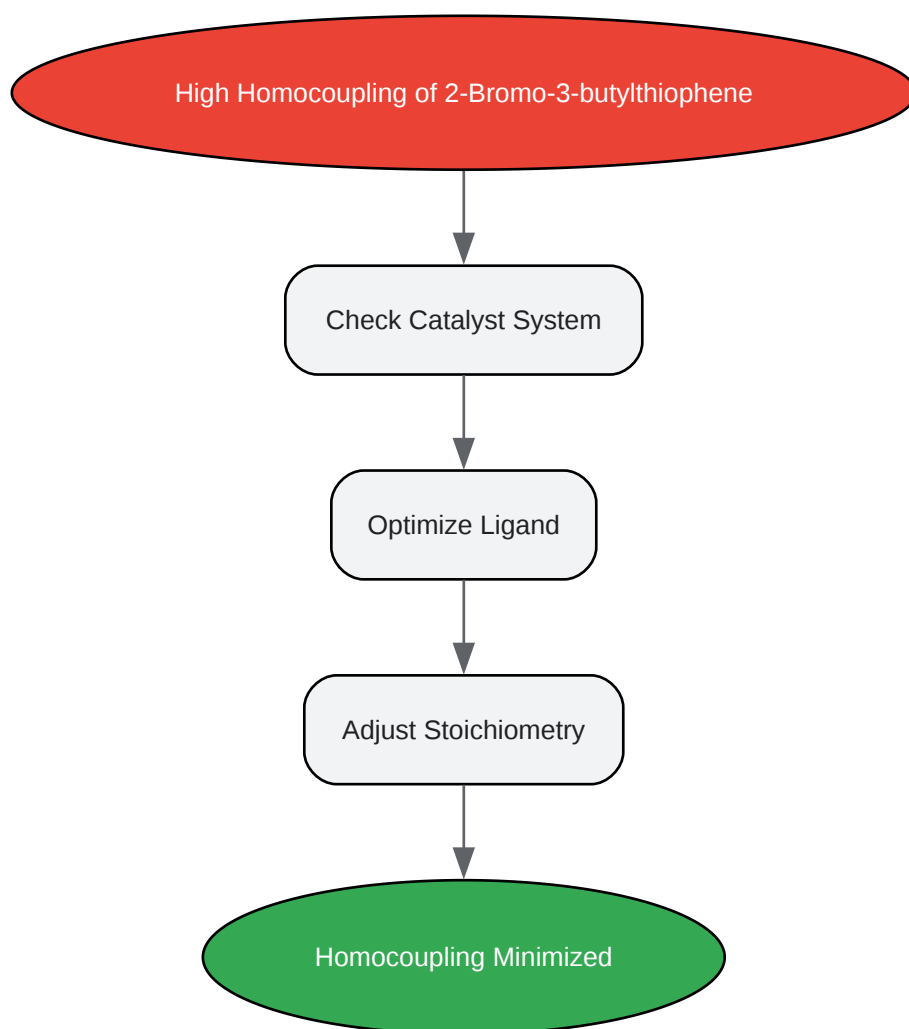 High Homocoupling of 2-Bromo-3-butylthiophene
Check Catalyst System
Optimize Ligand
Adjust Stoichiometry
Homocoupling Minimized